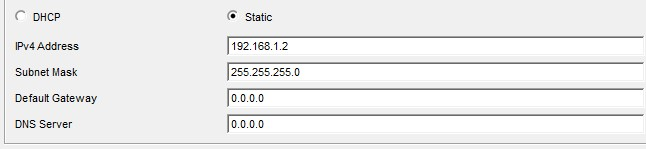 DHCP Static
IPv4 Address 192.168.1.2
Subnet Mask 255.255.255.0
Default Gateway 0.0.0.0
DNS Server 0.0.0.0